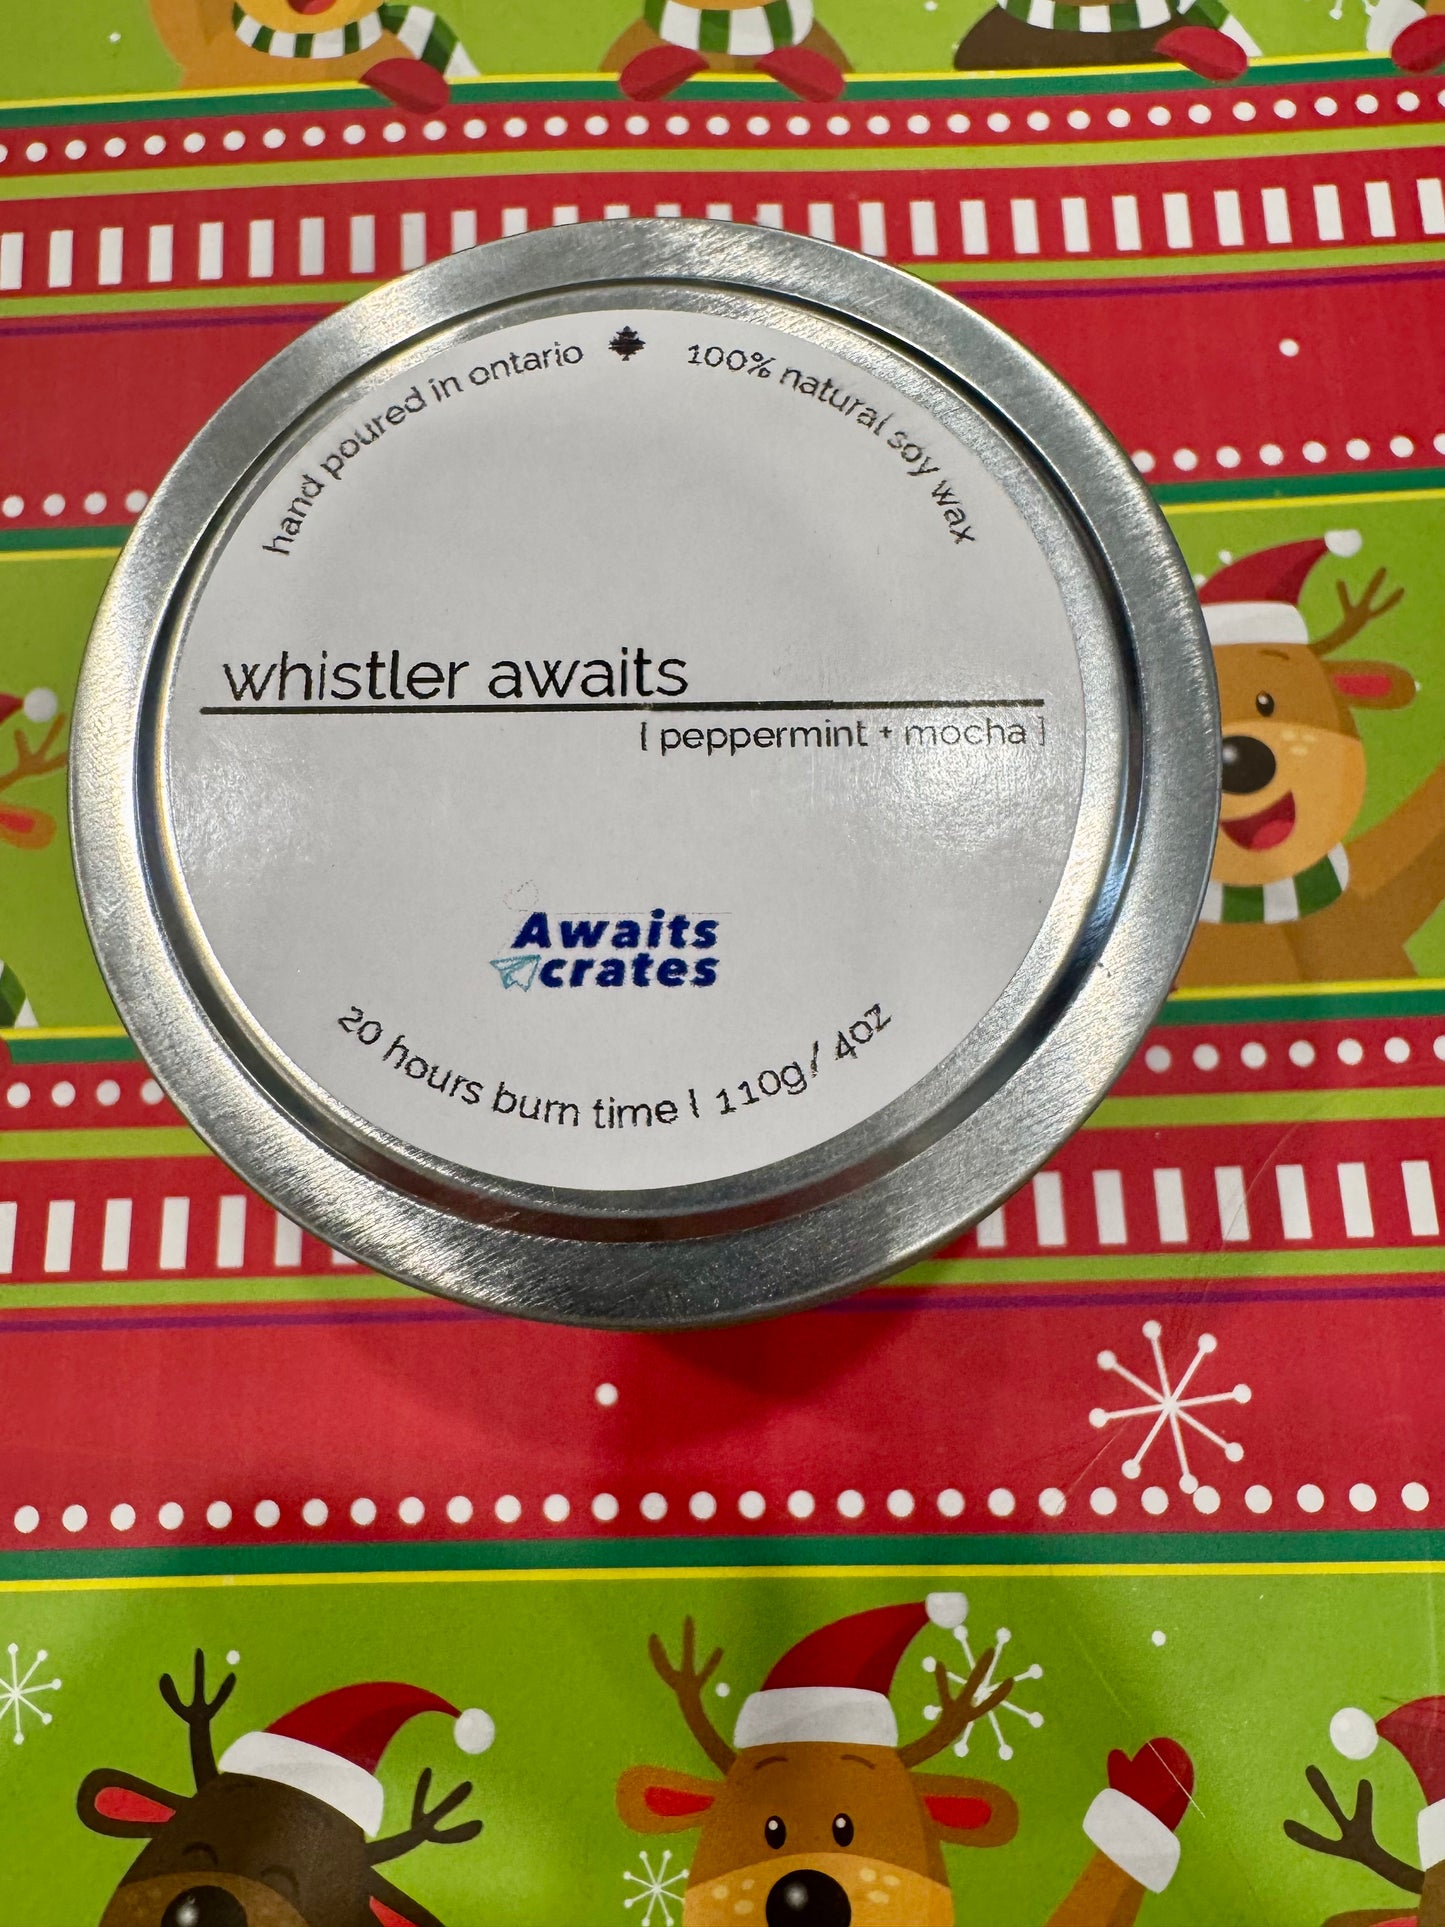 hand poured in ontario
100% natural soy wax
whistler awaits
[ peppermint + mocha ]
Awaits
crates
20 hours burn time | 110g/ 4oz